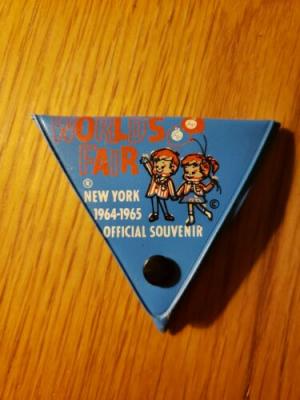 WORLD'S
FAIR
®
NEW YORK
1964-1965
©
OFFICIAL SOUVENIR